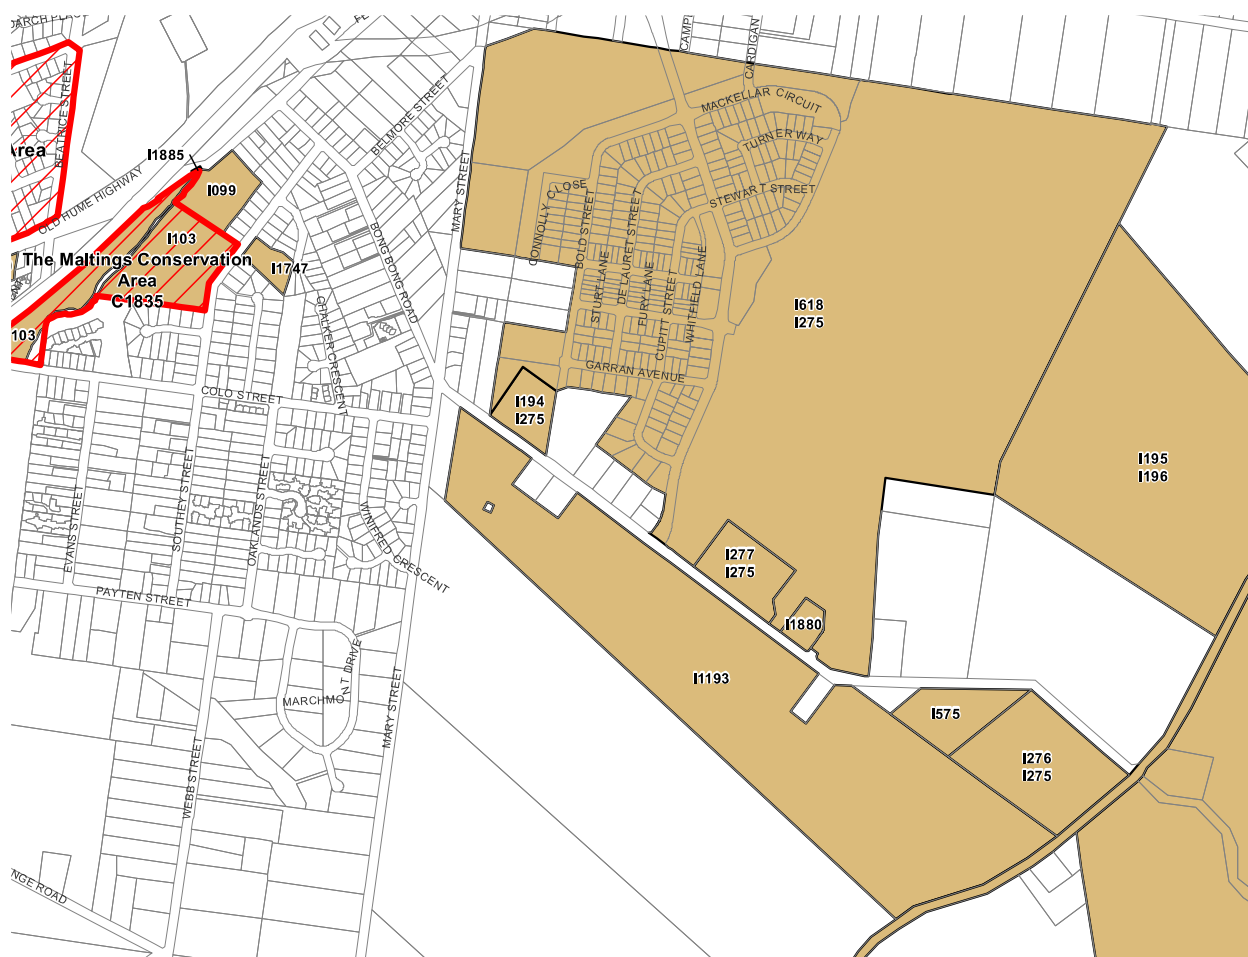 BEATRICE STREET
Area
OLD HUME HIGHWAY
I1885
I099
I103
The Maltings Conservation
Area
C1835
I1747
103
BELMORE STREET
MARY STREET
BONG BONG ROAD
CHALKER CRESCENT
COLO STREET
CARDIGAN
MACKELLAR CIRCUIT
TURNER WAY
STEWART STREET
CONNOLLY CLOSE
BOLD STREET
STURT LANE
DE LAURET STREET
FURY LANE
CUPITT STREET
WHITFIELD LANE
GARRAN AVENUE
I618
I275
I194
I275
I195
I196
EVANS STREET
SOUTHEY STREET
OAKLANDS STREET
WINIFRED CRESCENT
PAYTEN STREET
I277
I275
I1880
I1193
I575
I276
I275
MARCHMONT DRIVE
MARY STREET
WEBB STREET
NGE ROAD